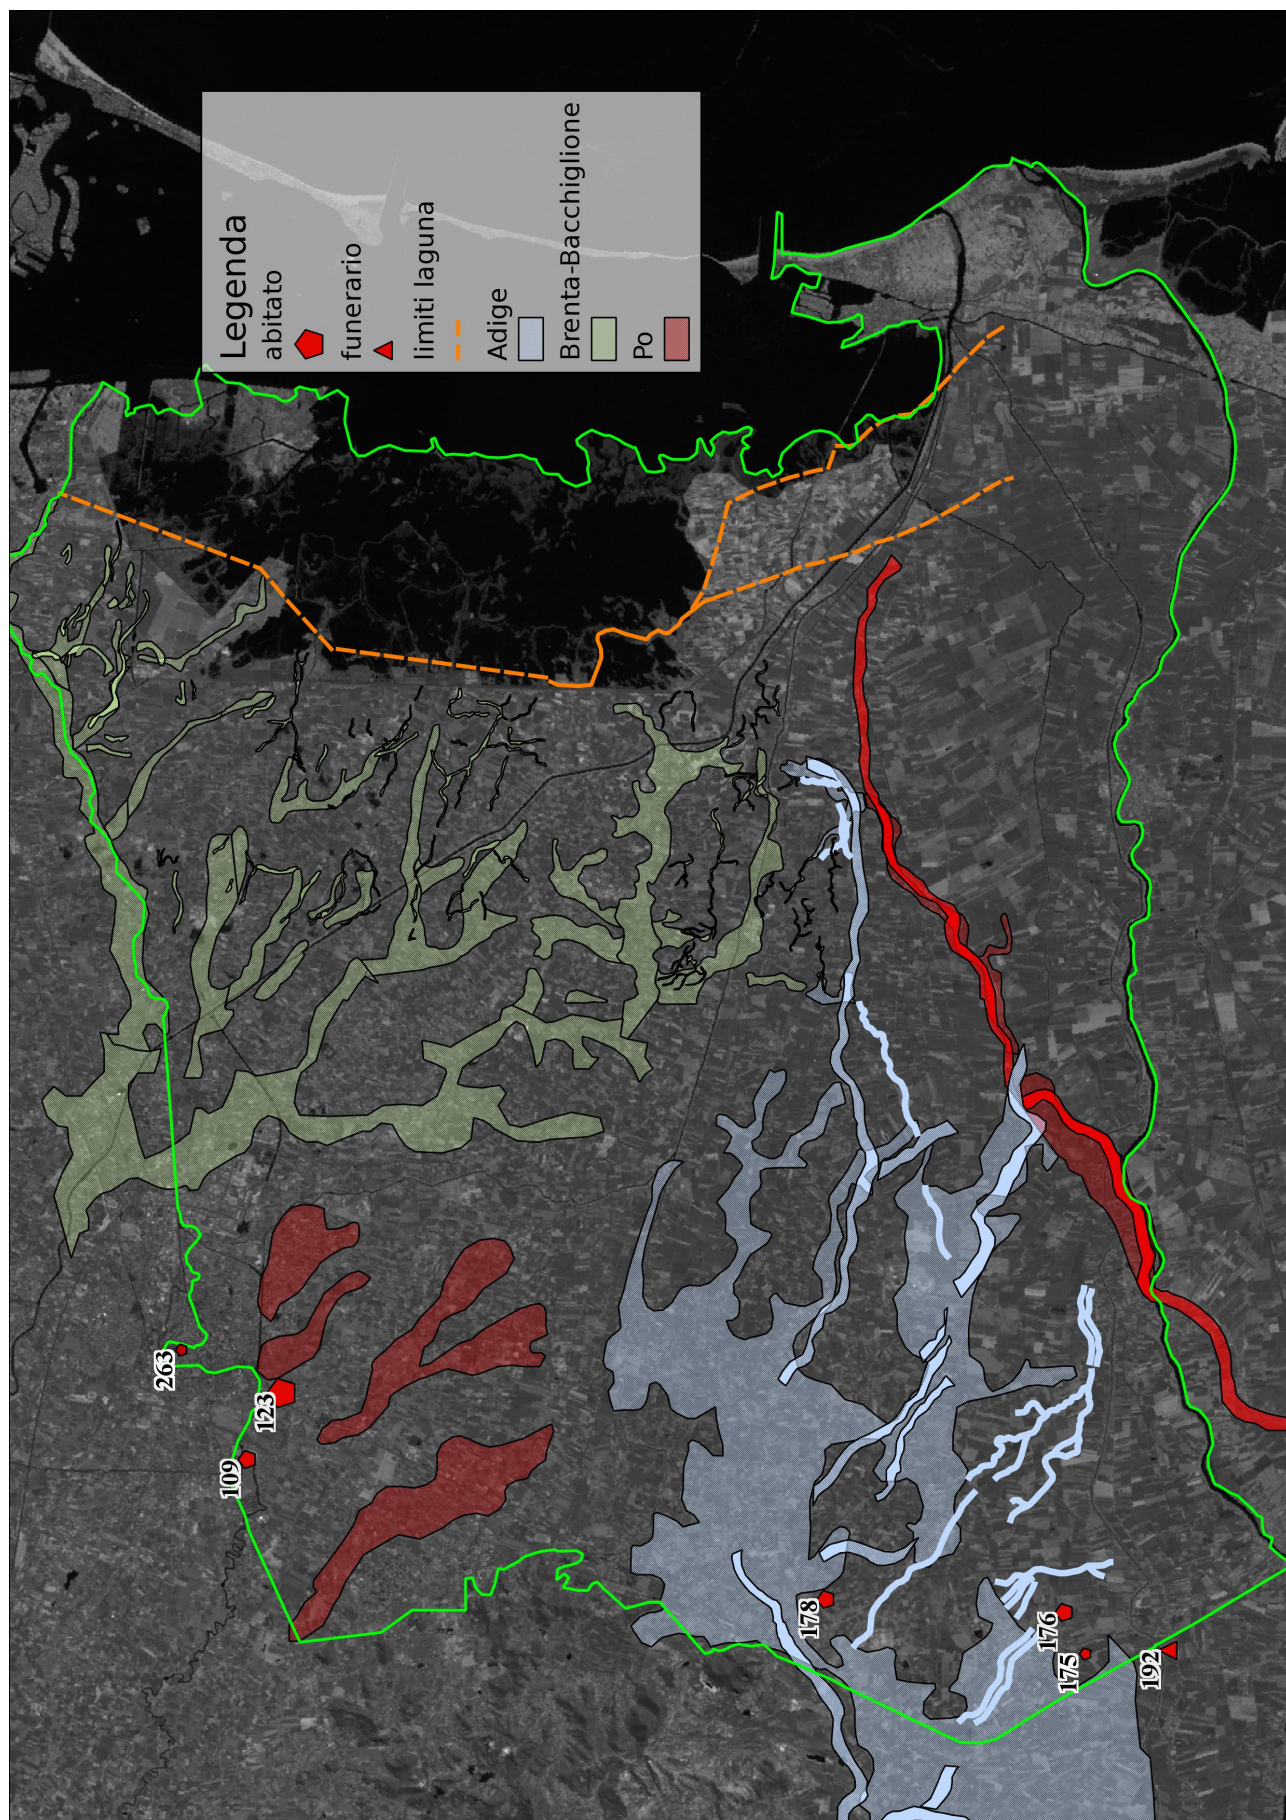 Legenda
abitato
funerario
limiti laguna
Adige
Brenta-Bacchiglione
Po
263
123
109
178
176
175
192